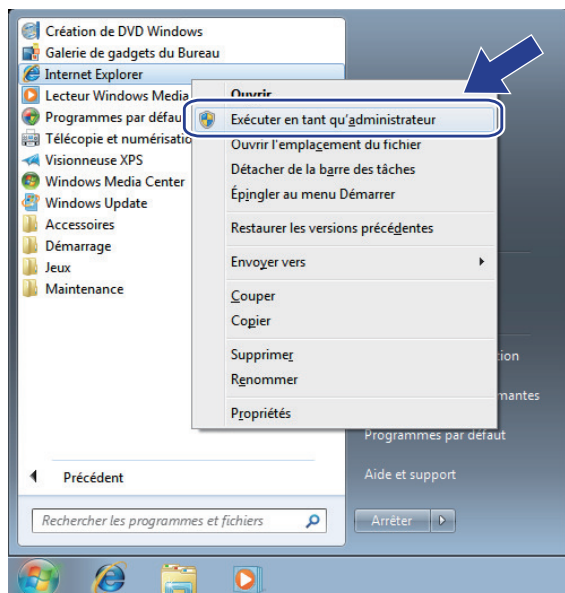 Création de DVD Windows
Galerie de gadgets du Bureau
Internet Explorer
Lecteur Windows Media
Programmes par défau
Télécopie et numérisatio
Visionneuse XPS
Windows Media Center
Windows Update
Accessoires
Démarrage
Jeux
Maintenance
Ouvrir
Exécuter en tant qu'administrateur
Ouvrir l'emplacement du fichier
Détacher de la barre des tâches
Épingler au menu Démarrer
Restaurer les versions précédentes
Envoyer vers
Couper
Copier
Supprimer
Renommer
Propriétés
tion
mantes
Programmes par défaut
Aide et support
Précédent
Rechercher les programmes et fichiers
Arrêter